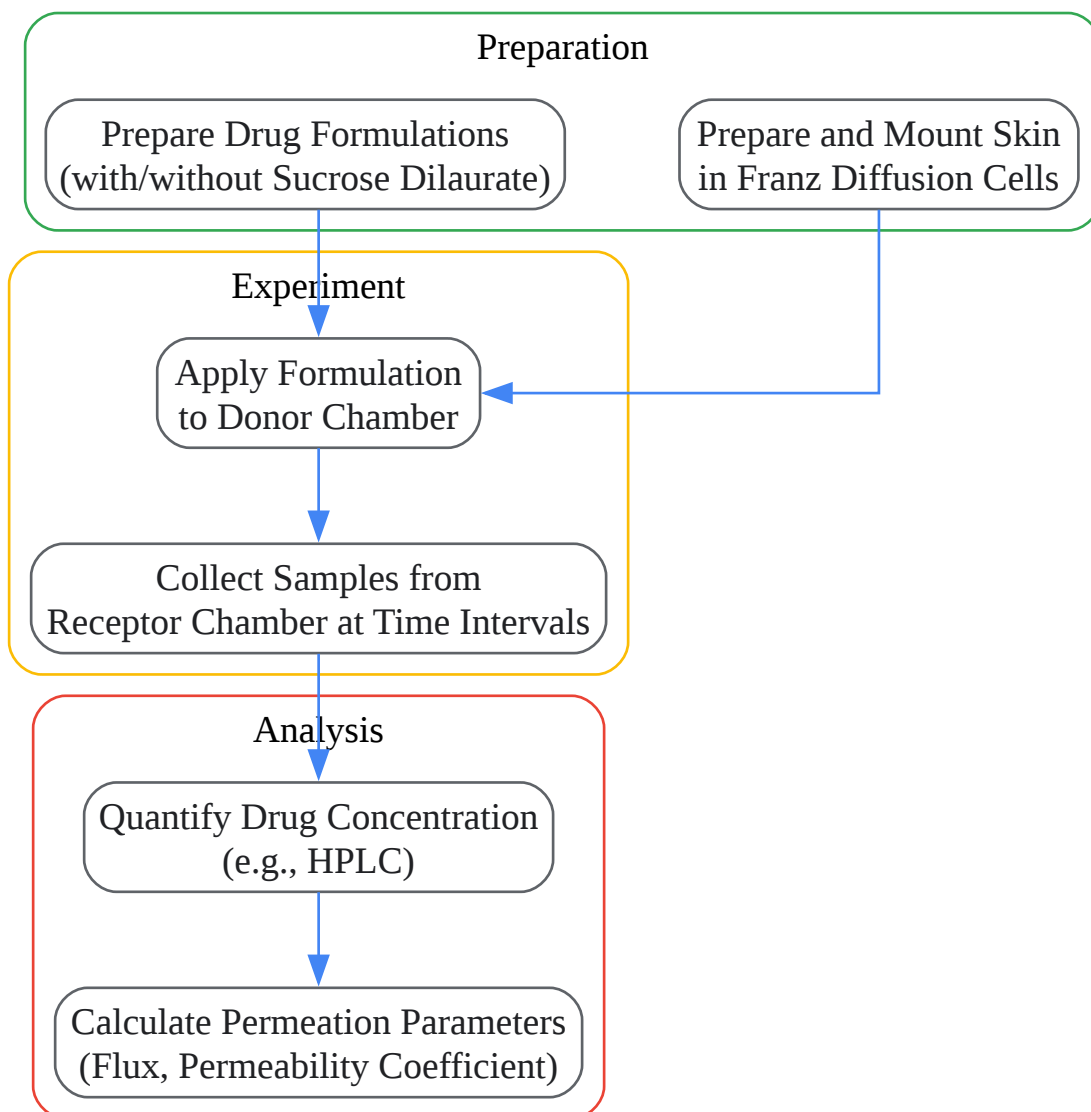 Preparation
Prepare Drug Formulations
(with/without Sucrose Dilaurate)
Prepare and Mount Skin
in Franz Diffusion Cells
Experiment
Apply Formulation
to Donor Chamber
Collect Samples from
Receptor Chamber at Time Intervals
Analysis
Quantify Drug Concentration
(e.g., HPLC)
Calculate Permeation Parameters
(Flux, Permeability Coefficient)